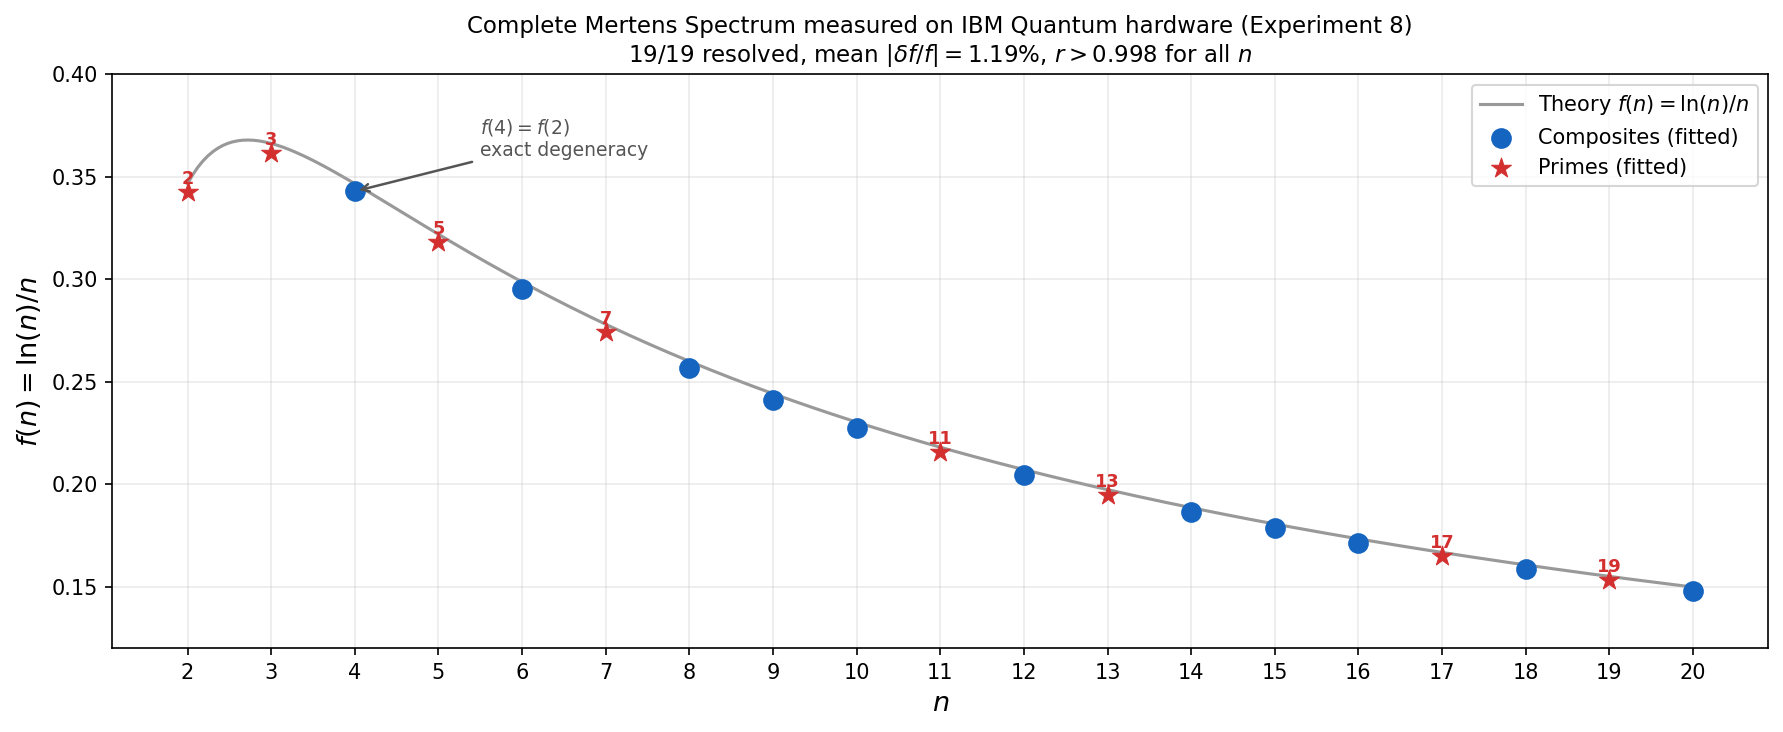 Complete Mertens Spectrum measured on IBM Quantum hardware (Experiment 8)
19/19 resolved, mean |δf/f| = 1.19%, r > 0.998 for all n
f(n) = ln(n)/n
0.40
0.35
0.30
0.25
0.20
0.15
Theory f(n) = ln(n)/n
Composites (fitted)
Primes (fitted)
f(4) = f(2)
exact degeneracy
2
3
5
7
11
13
17
19
2 3 4 5 6 7 8 9 10 11 12 13 14 15 16 17 18 19 20
n